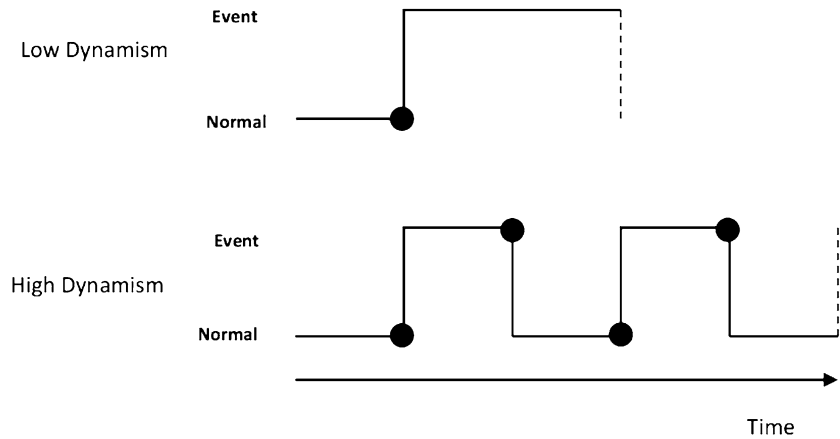 Event
Low Dynamism
Normal
Event
High Dynamism
Normal
Time